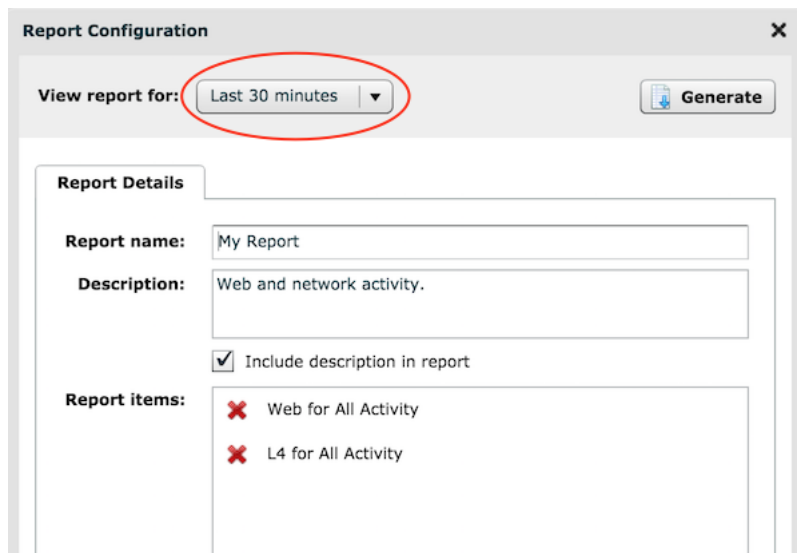 Report Configuration
View report for: Last 30 minutes Generate
Report Details
Report name: My Report
Description: Web and network activity.
Include description in report
Report items: Web for All Activity
L4 for All Activity